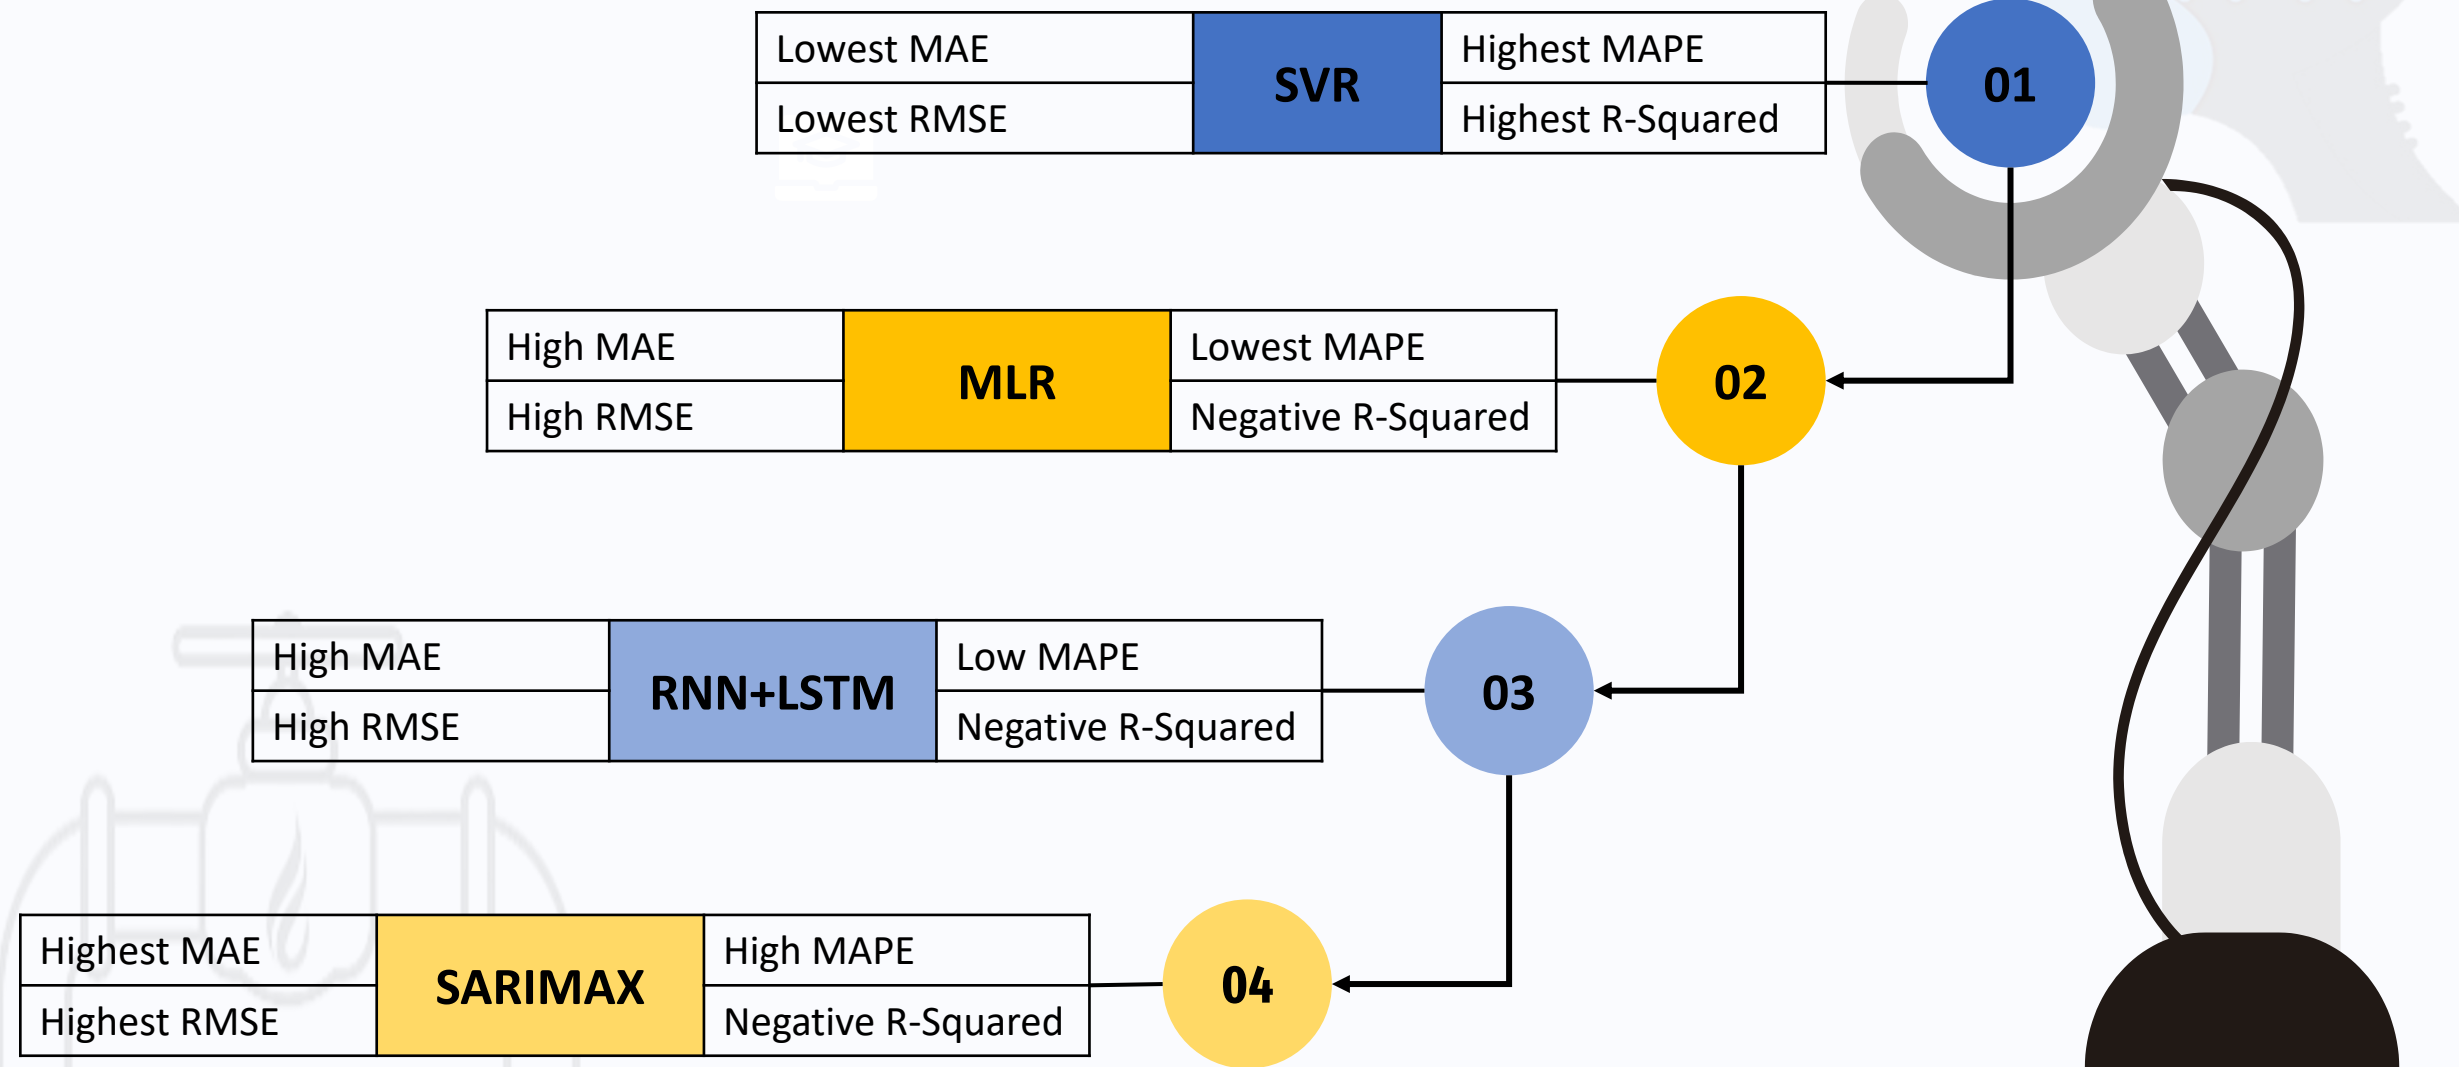 Lowest MAE
Lowest RMSE
SVR
Highest MAPE
Highest R-Squared
01
High MAE
High RMSE
MLR
Lowest MAPE
Negative R-Squared
02
High MAE
High RMSE
RNN+LSTM
Low MAPE
Negative R-Squared
03
Highest MAE
Highest RMSE
SARIMAX
High MAPE
Negative R-Squared
04